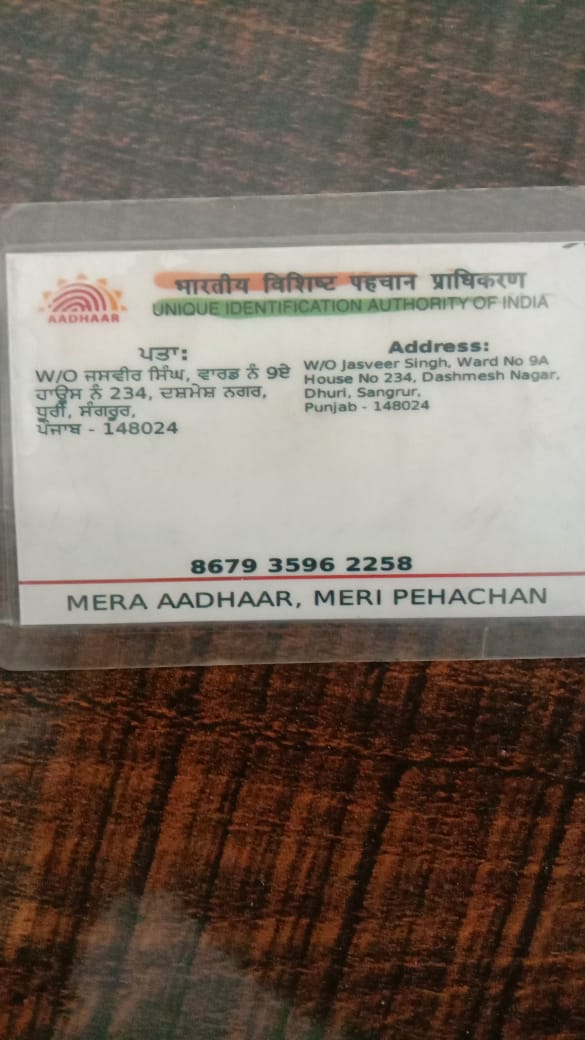 भारतीय विशिष्ट पहचान प्राधिकरण
UNIQUE IDENTIFICATION AUTHORITY OF INDIA
AADHAAR
ਪਤਾ:
W/O ਜਸਵੀਰ ਸਿੰਘ, ਵਾਰਡ ਨੰ 9ਏ
ਹਾਊਸ ਨੰ 234, ਦਸ਼ਮੇਸ਼ ਨਗਰ,
ਧੂਰੀ, ਸੰਗਰੂਰ,
ਪੰਜਾਬ - 148024
Address:
W/O Jasveer Singh, Ward No 9A
House No 234, Dashmesh Nagar,
Dhuri, Sangrur,
Punjab - 148024
8679 3596 2258
MERA AADHAAR, MERI PEHACHAN